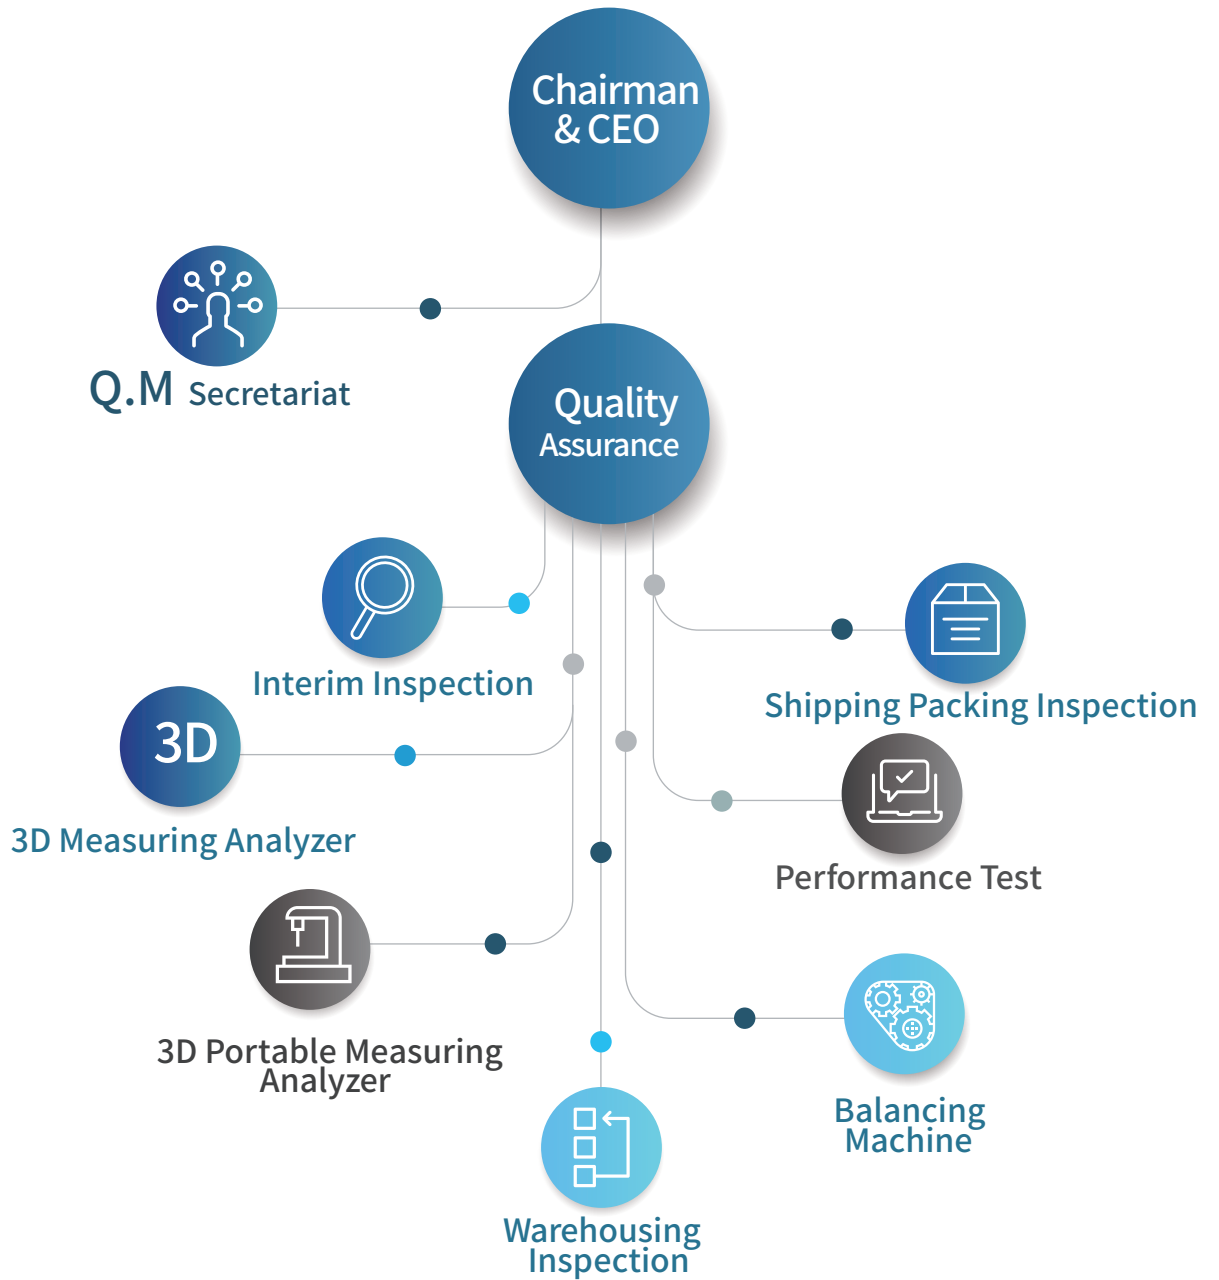 Chairman
& CEO
Q.M Secretariat
Quality
Assurance
Interim Inspection
Shipping Packing Inspection
3D
3D Measuring Analyzer
Performance Test
3D Portable Measuring
Analyzer
Balancing
Machine
Warehousing
Inspection